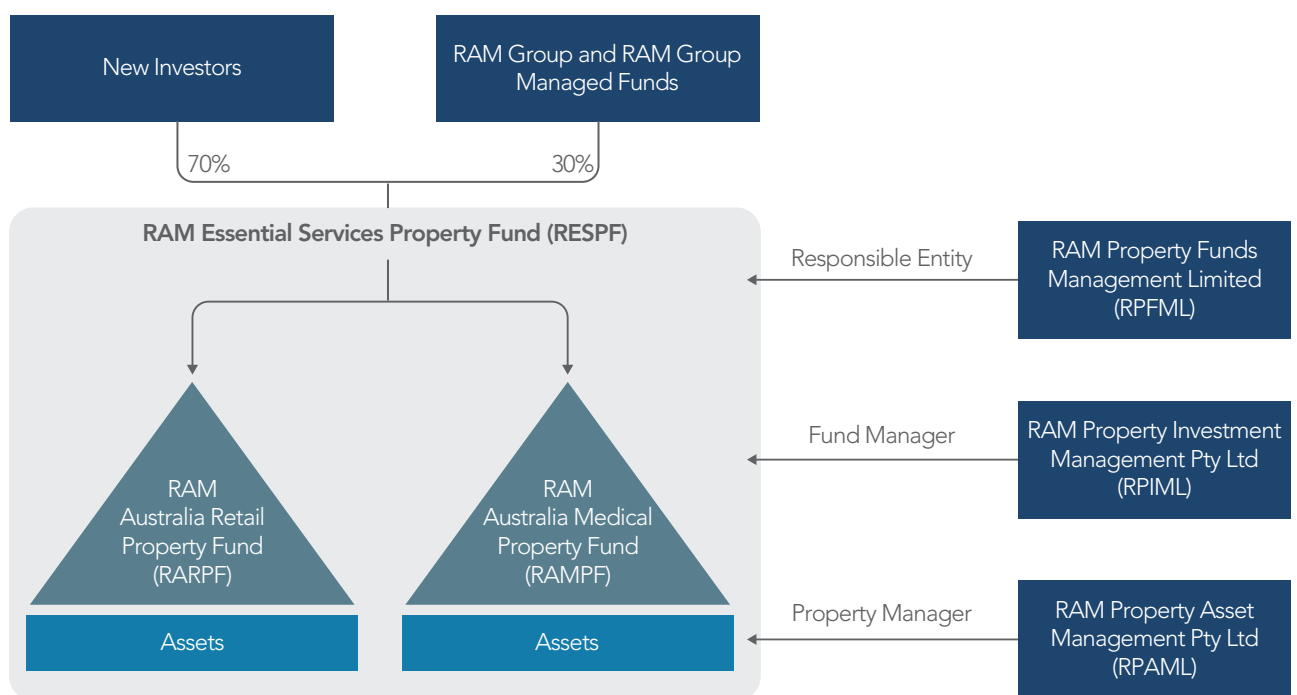 New Investors
RAM Group and RAM Group
Managed Funds
70%
30%
RAM Essential Services Property Fund (RESPF)
Responsible Entity
RAM Property Funds
Management Limited
(RPFML)
Fund Manager
RAM Property Investment
Management Pty Ltd
(RPIML)
RAM
Australia Retail
Property Fund
(RARPF)
RAM
Australia Medical
Property Fund
(RAMPF)
Assets
Assets
Property Manager
RAM Property Asset
Management Pty Ltd
(RPAML)